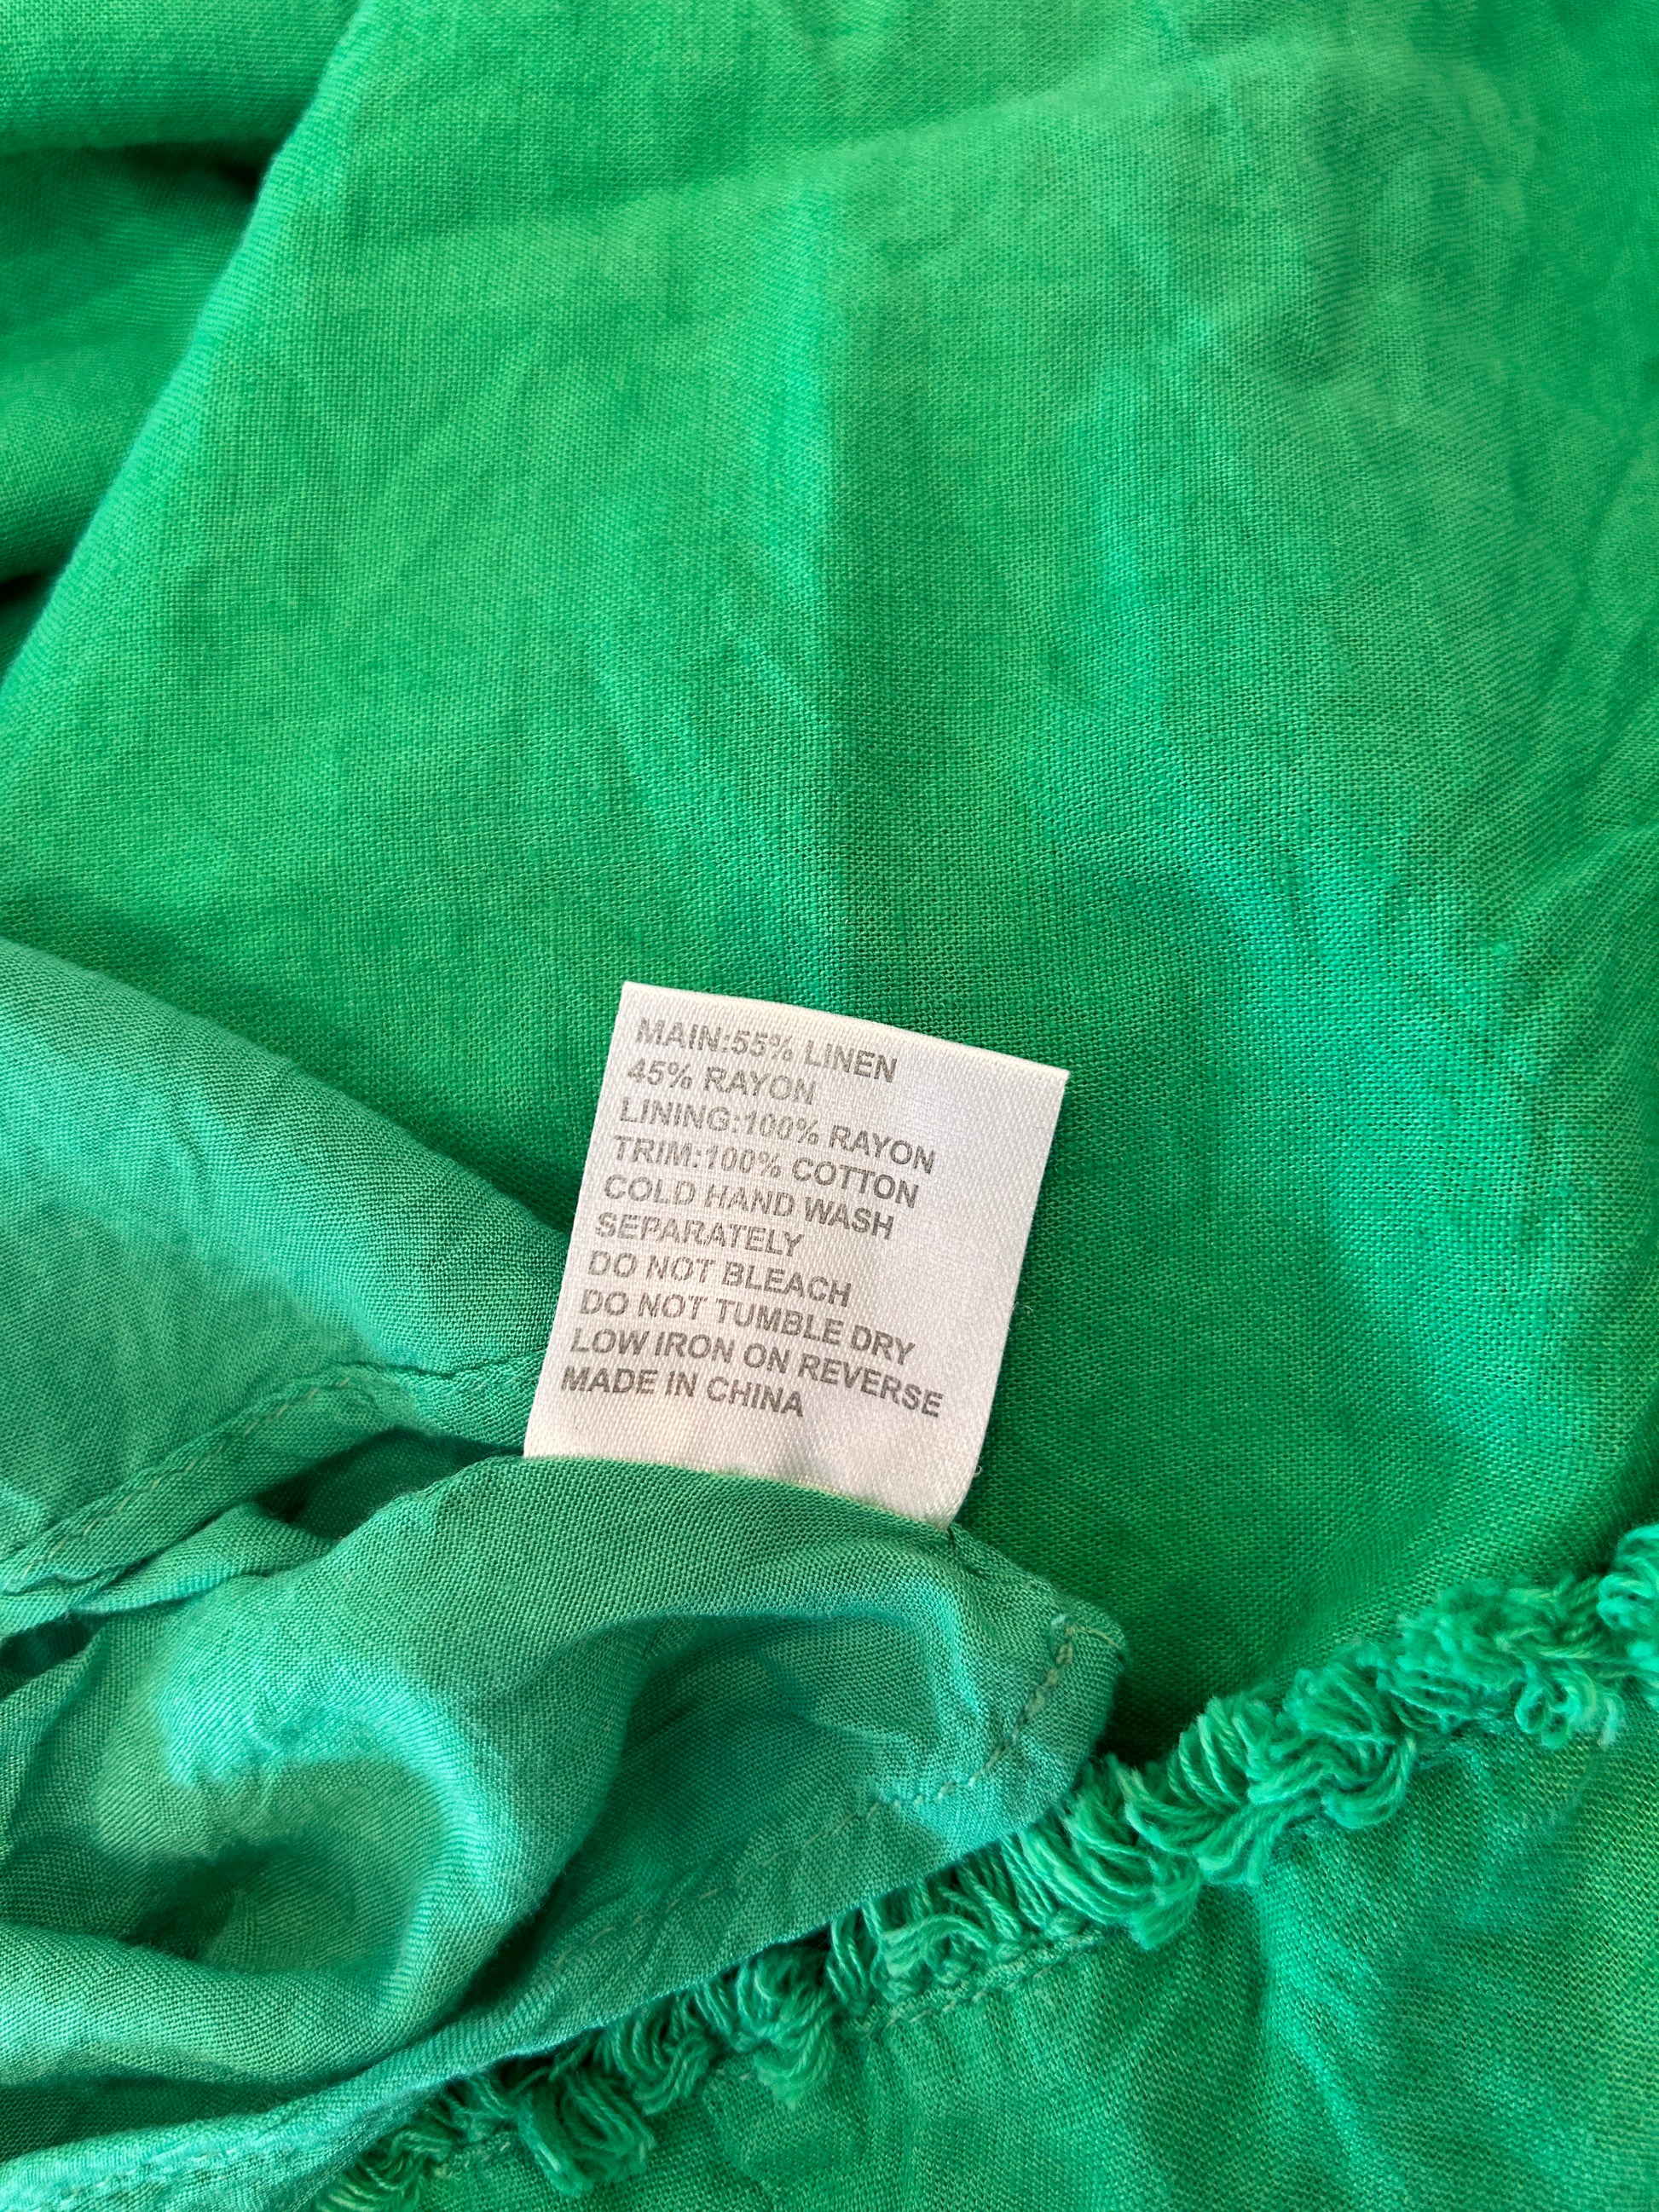 MAIN:55% LINEN
45% RAYON
LINING:100% RAYON
TRIM:100% COTTON
COLD HAND WASH
SEPARATELY
DO NOT BLEACH
DO NOT TUMBLE DRY
LOW IRON ON REVERSE
MADE IN CHINA